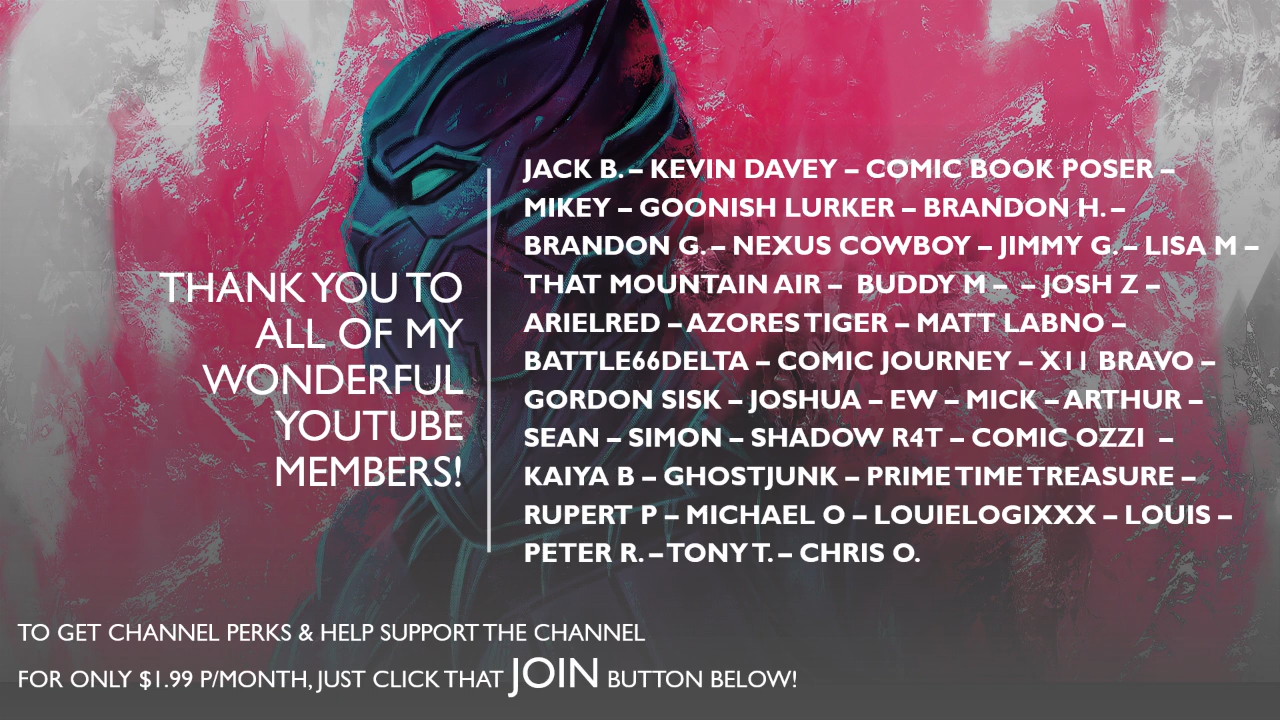 THANK YOU TO
ALL OF MY
WONDERFUL
YOUTUBE
MEMBERS!
JACK B. – KEVIN DAVEY – COMIC BOOK POSER –
MIKEY – GOONISH LURKER – BRANDON H. –
BRANDON G. – NEXUS COWBOY – JIMMY G. – LISA M –
THAT MOUNTAIN AIR – BUDDY M – – JOSH Z –
ARIELRED – AZORES TIGER – MATT LABNO –
BATTLE66DELTA – COMIC JOURNEY – X11 BRAVO –
GORDON SISK – JOSHUA – EW – MICK – ARTHUR –
SEAN – SIMON – SHADOW R4T – COMIC OZZI –
KAIYA B – GHOSTJUNK – PRIME TIME TREASURE –
RUPERT P – MICHAEL O – LOUIELOGIXXX – LOUIS –
PETER R. – TONY T. – CHRIS O.
TO GET CHANNEL PERKS & HELP SUPPORT THE CHANNEL
FOR ONLY $1.99 P/MONTH, JUST CLICK THAT JOIN BUTTON BELOW!